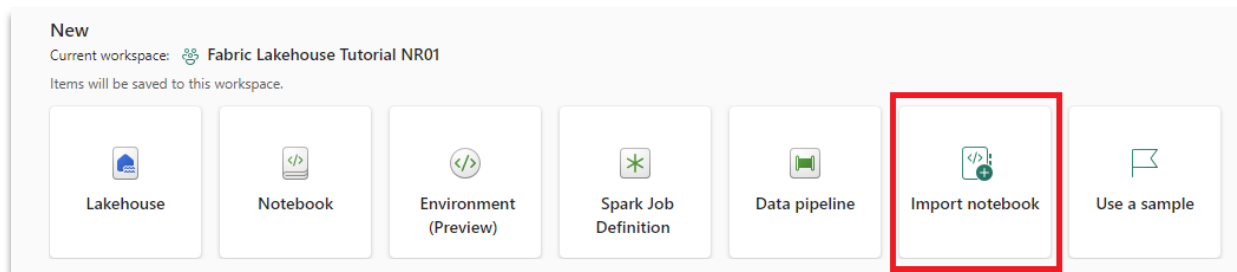 New
Current workspace: Fabric Lakehouse Tutorial NR01
Items will be saved to this workspace.
Lakehouse
Notebook
Environment
(Preview)
Spark Job
Definition
Data pipeline
Import notebook
Use a sample